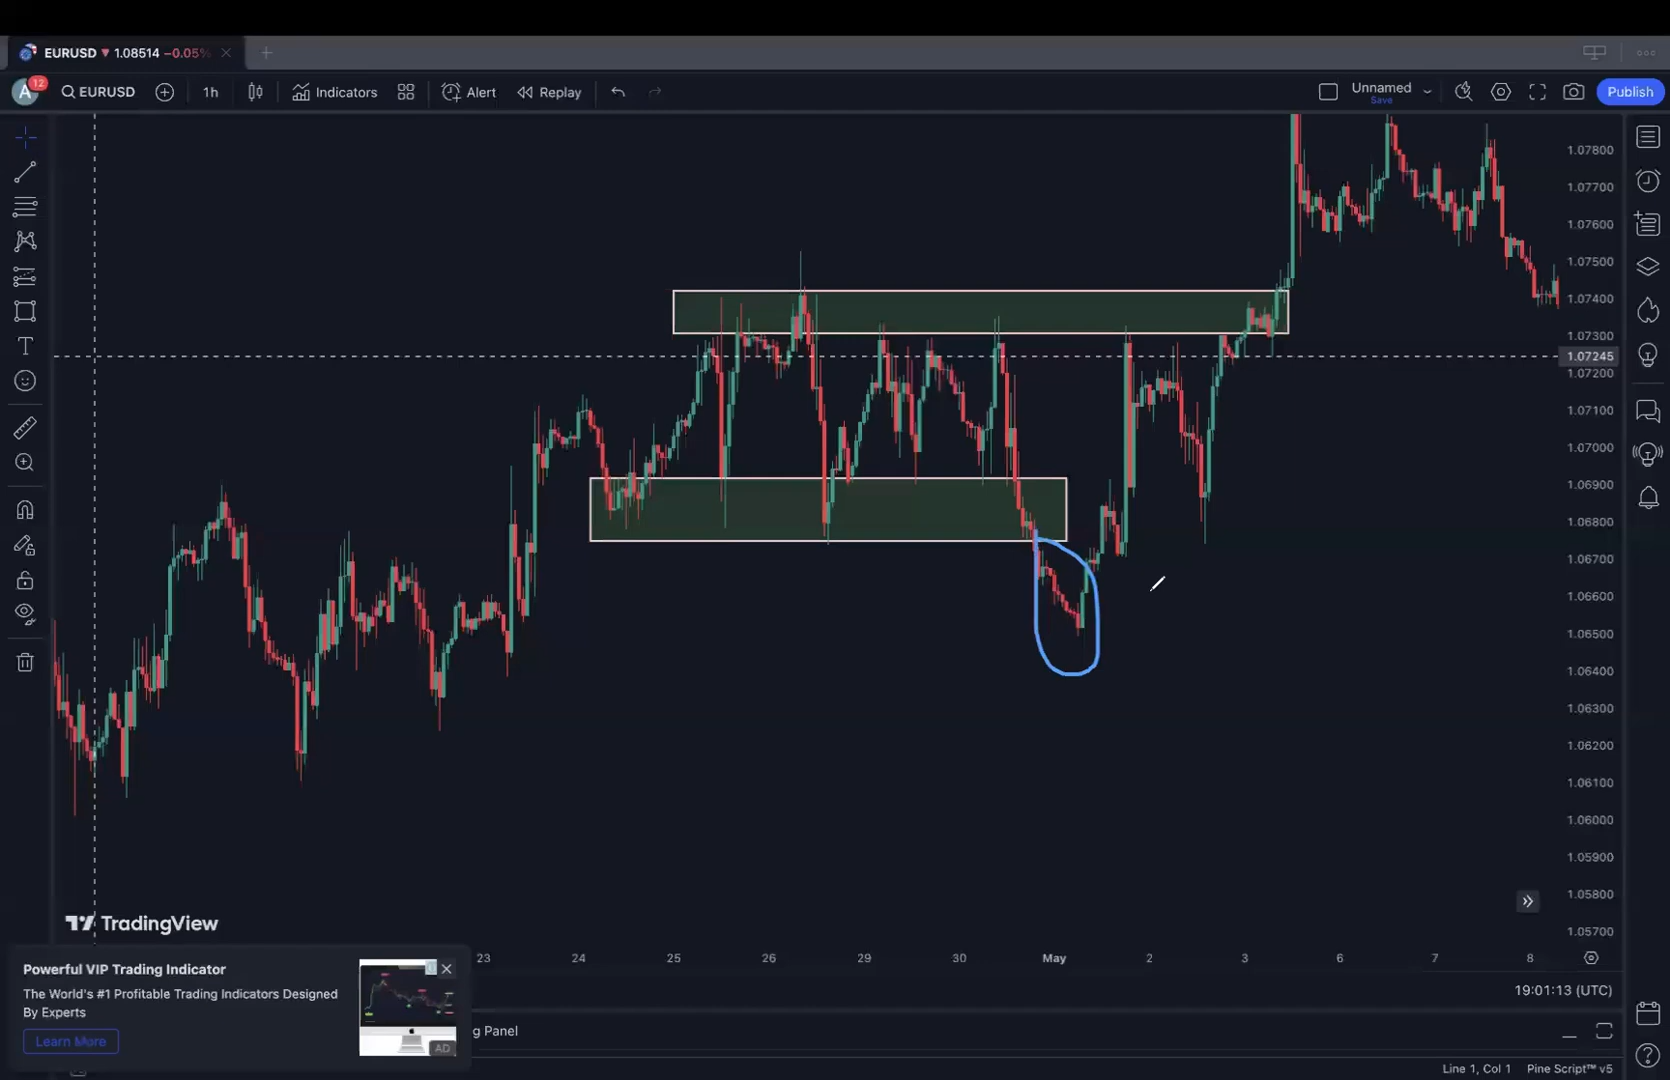 EURUSD 1.08514 −0.05%
12
A EURUSD 1h Indicators Alert Replay Unnamed Publish
Save
1.07800
1.07700
1.07600
1.07500
1.07400
1.07300
1.07245
1.07200
1.07100
1.07000
1.06900
1.06800
1.06700
1.06600
1.06500
1.06400
1.06300
1.06200
1.06100
1.06000
1.05900
1.05800
1.05700
TradingView
23 24 25 26 29 30 May 2 3 6 7 8
Powerful VIP Trading Indicator
The World's #1 Profitable Trading Indicators Designed
By Experts
Learn More
AD
19:01:13 (UTC)
g Panel
Line 1, Col 1 Pine Script™ v5